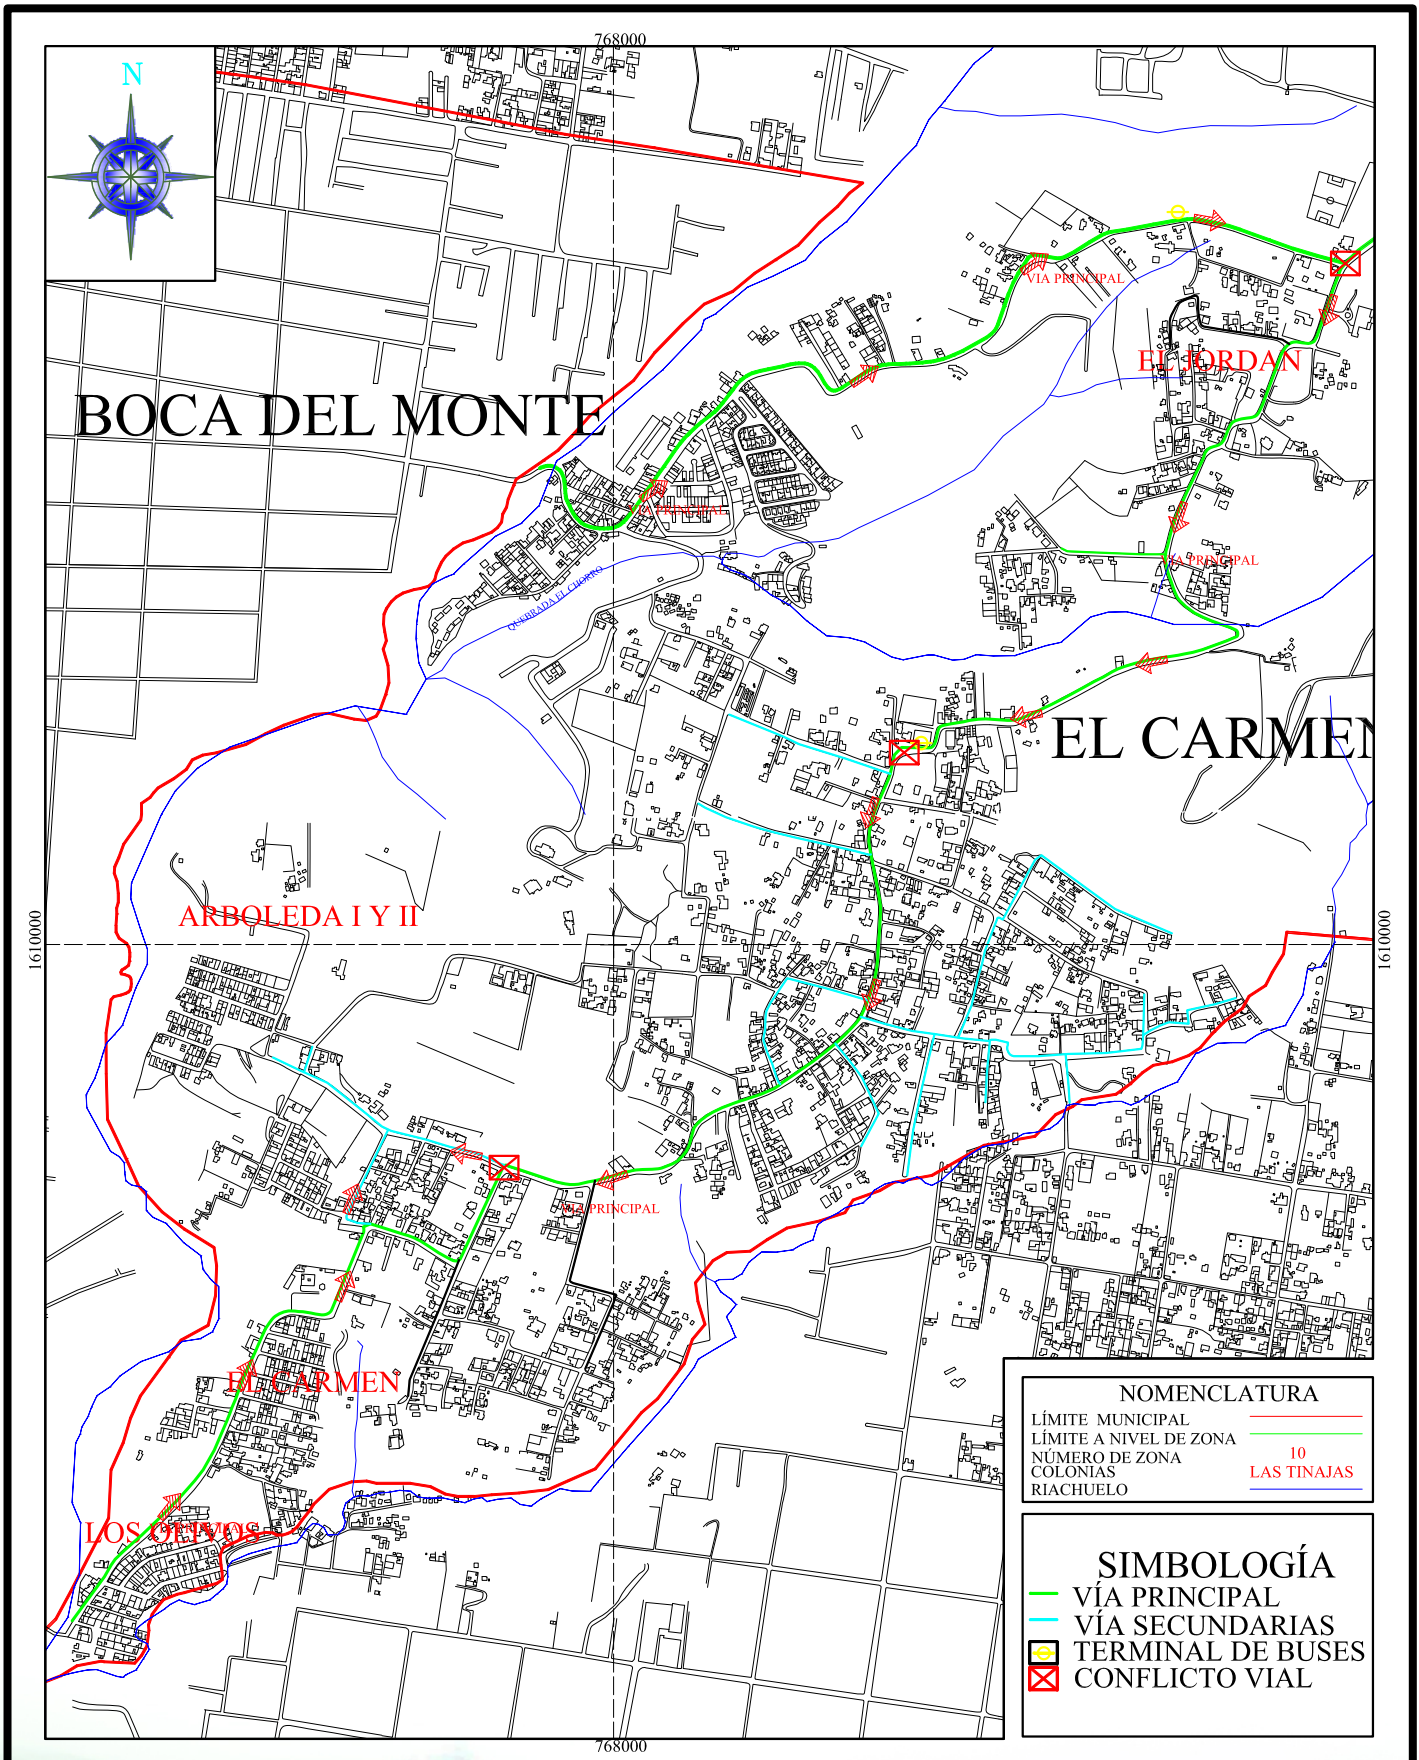 768000
N
VIA PRINCIPAL
EL JORDAN
BOCA DEL MONTE
VIA PRINCIPAL
VIA PRINCIPAL
QUEBRADA EL CHORRO
EL CARMEN
ARBOLEDA I Y II
1610000
1610000
VIA PRINCIPAL
EL CARMEN
LOS OLIVOS
NOMENCLATURA
LÍMITE MUNICIPAL
LÍMITE A NIVEL DE ZONA
NÚMERO DE ZONA 10
COLONIAS LAS TINAJAS
RIACHUELO
SIMBOLOGÍA
VÍA PRINCIPAL
VÍA SECUNDARIAS
TERMINAL DE BUSES
CONFLICTO VIAL
768000